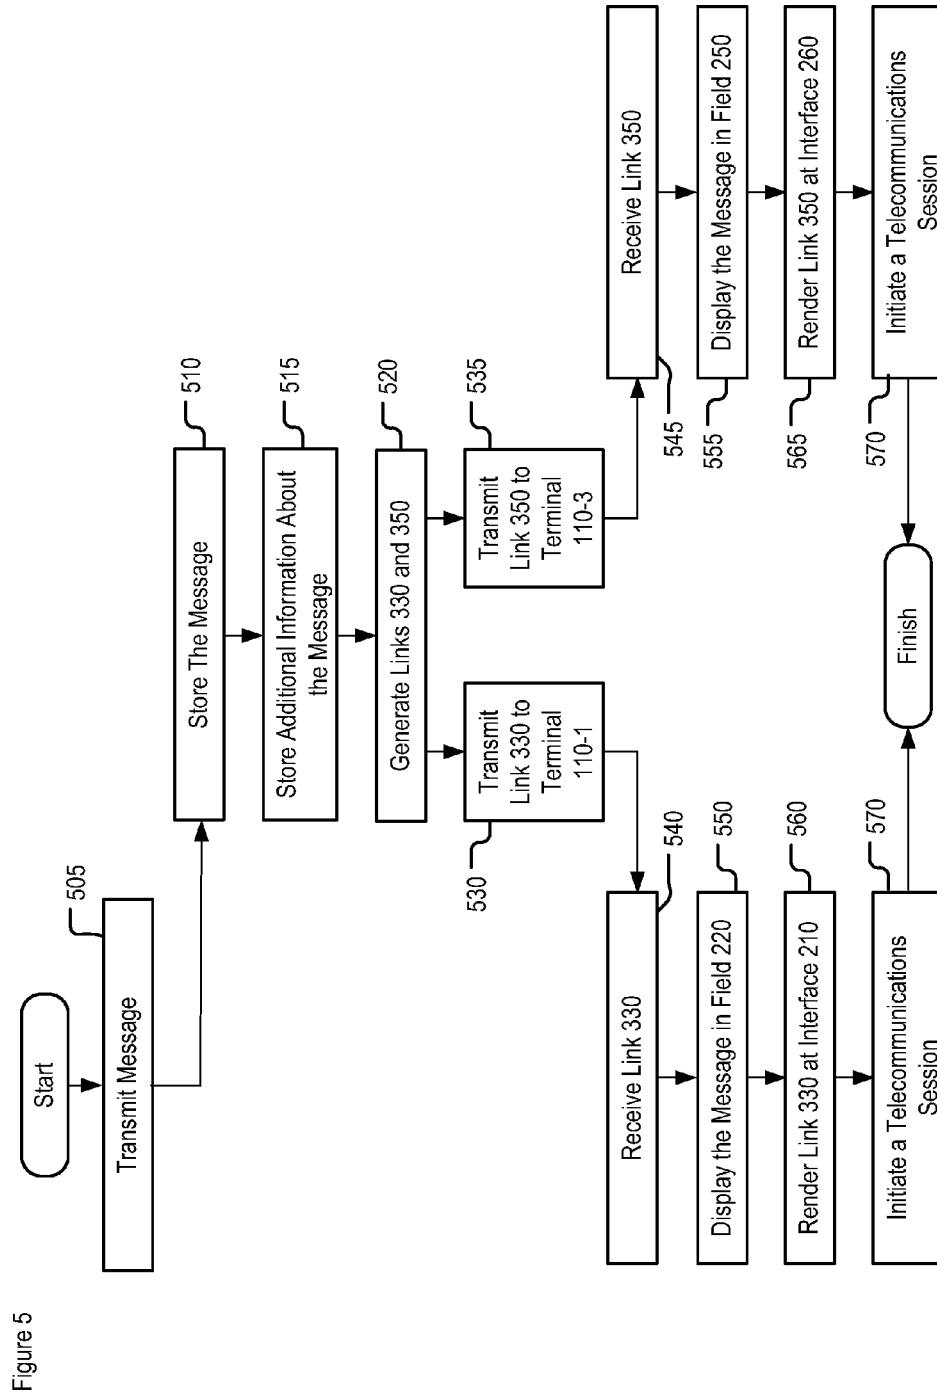 Figure 5
Start
505
Transmit Message
510
Store The Message
515
Store Additional Information About
the Message
520
Generate Links 330 and 350
530
Transmit
Link 330 to
Terminal
110-1
535
Transmit
Link 350 to
Terminal
110-3
540
Receive Link 330
545
Receive Link 350
550
Display the Message in Field 220
555
Display the Message in Field 250
560
Render Link 330 at Interface 210
565
Render Link 350 at Interface 260
570
Initiate a Telecommunications
Session
570
Initiate a Telecommunications
Session
Finish